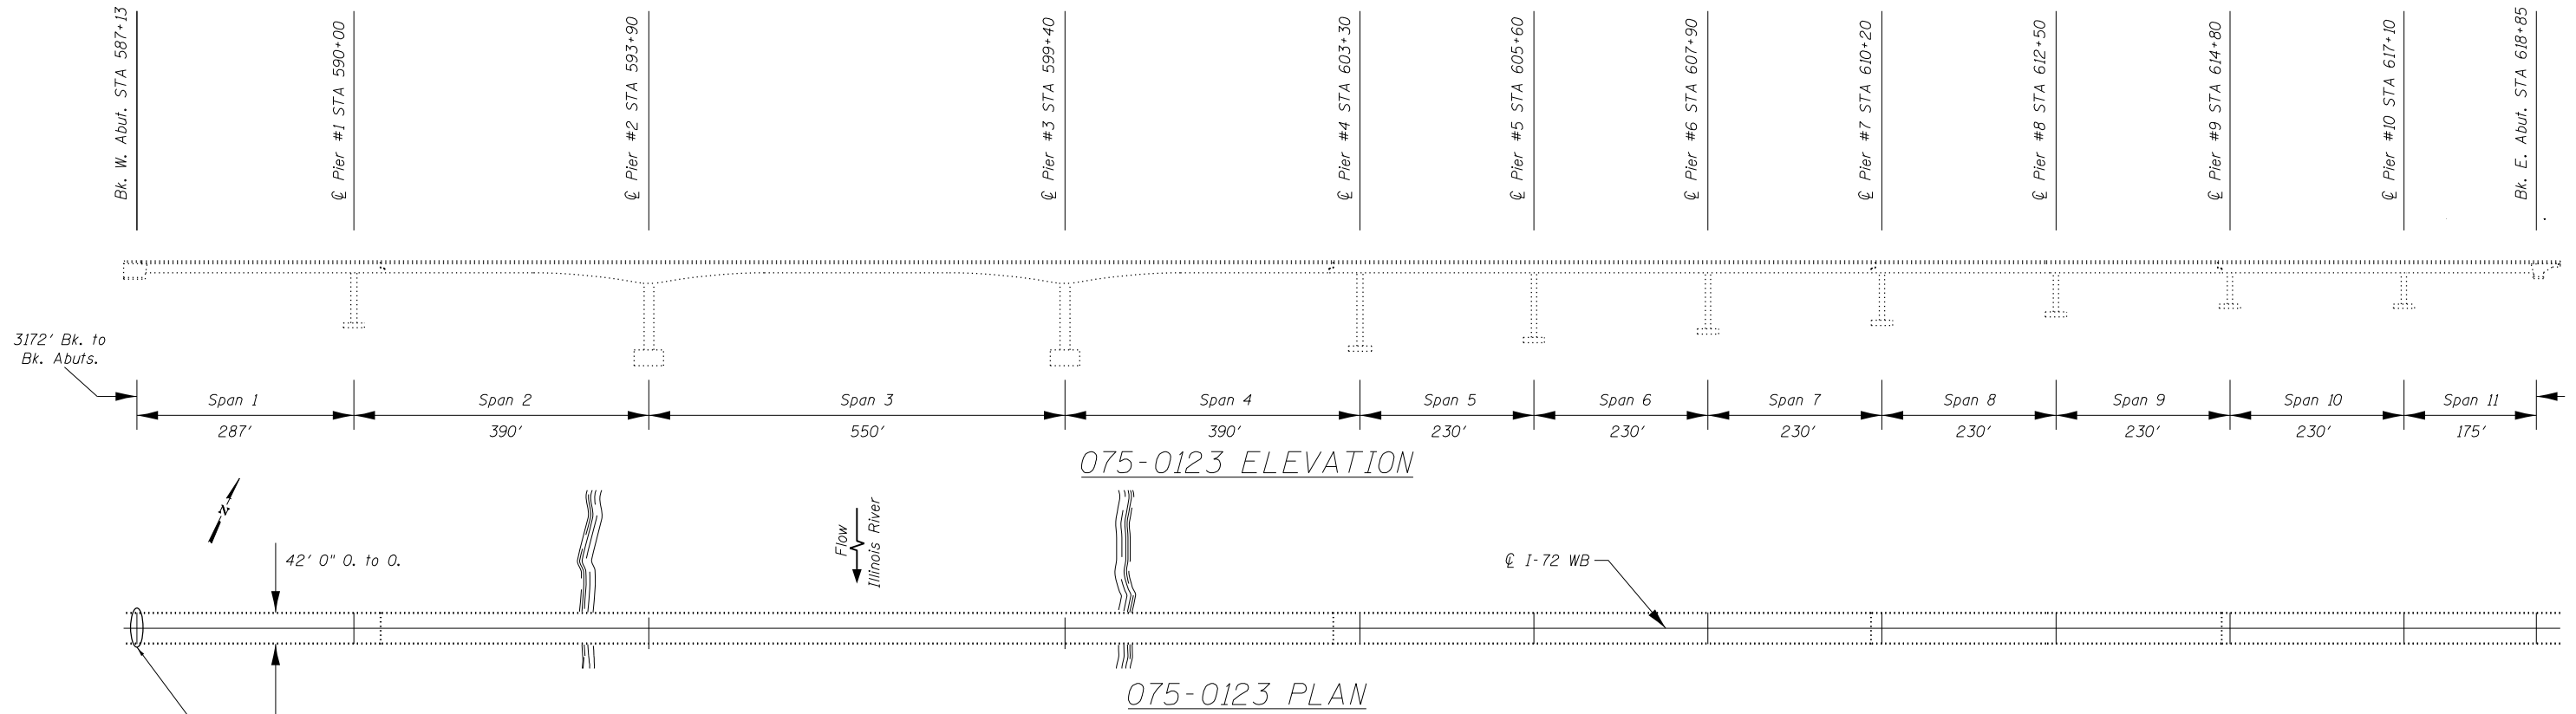 Bk. W. Abut. STA 587+13
℄ Pier #1 STA 590+00
℄ Pier #2 STA 593+90
℄ Pier #3 STA 599+40
℄ Pier #4 STA 603+30
℄ Pier #5 STA 605+60
℄ Pier #6 STA 607+90
℄ Pier #7 STA 610+20
℄ Pier #8 STA 612+50
℄ Pier #9 STA 614+80
℄ Pier #10 STA 617+10
Bk. E. Abut. STA 618+85
3172' Bk. to
Bk. Abuts.
Span 1
Span 2
Span 3
Span 4
Span 5
Span 6
Span 7
Span 8
Span 9
Span 10
Span 11
287'
390'
550'
390'
230'
230'
230'
230'
230'
230'
175'
075-0123 ELEVATION
N
42' 0" O. to O.
Flow
Illinois River
℄ I-72 WB
075-0123 PLAN